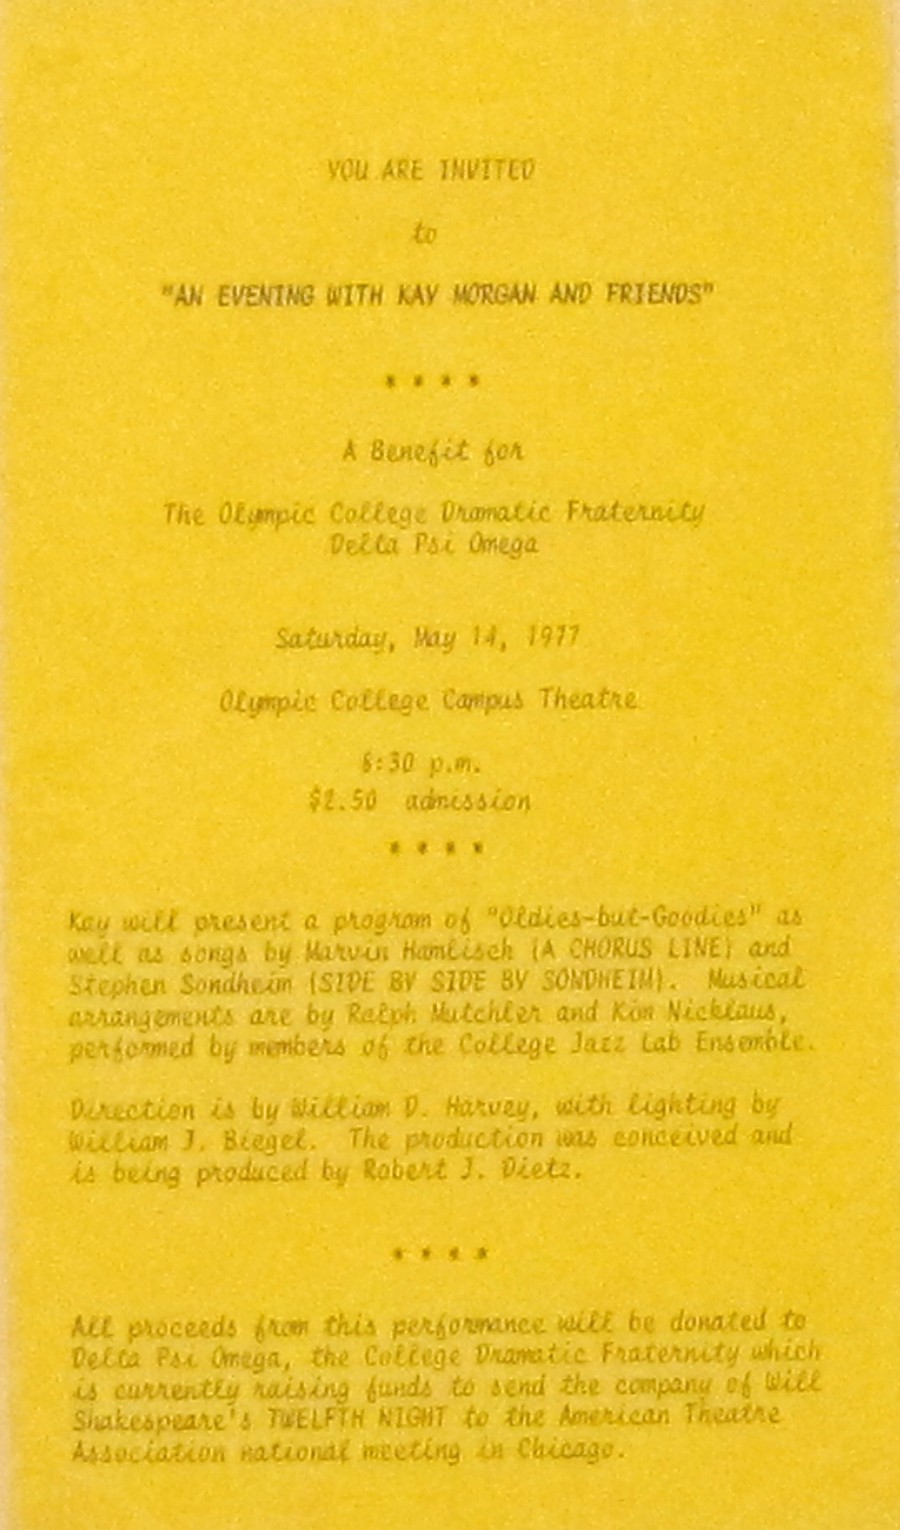 YOU ARE INVITED
to
"AN EVENING WITH KAY MORGAN AND FRIENDS"
* * * *
A Benefit for
The Olympic College Dramatic Fraternity
Delta Psi Omega
Saturday, May 14, 1977
Olympic College Campus Theatre
8:30 p.m.
$2.50 admission
* * * *
Kay will present a program of "Oldies-but-Goodies" as
well as songs by Marvin Hamlisch (A CHORUS LINE) and
Stephen Sondheim (SIDE BY SIDE BY SONDHEIM). Musical
arrangements are by Ralph Mutchler and Kim Nicklaus,
performed by members of the College Jazz Lab Ensemble.
Direction is by William D. Harvey, with lighting by
William J. Biegel. The production was conceived and
is being produced by Robert J. Dietz.
* * * *
All proceeds from this performance will be donated to
Delta Psi Omega, the College Dramatic Fraternity which
is currently raising funds to send the company of Will
Shakespeare's TWELFTH NIGHT to the American Theatre
Association national meeting in Chicago.